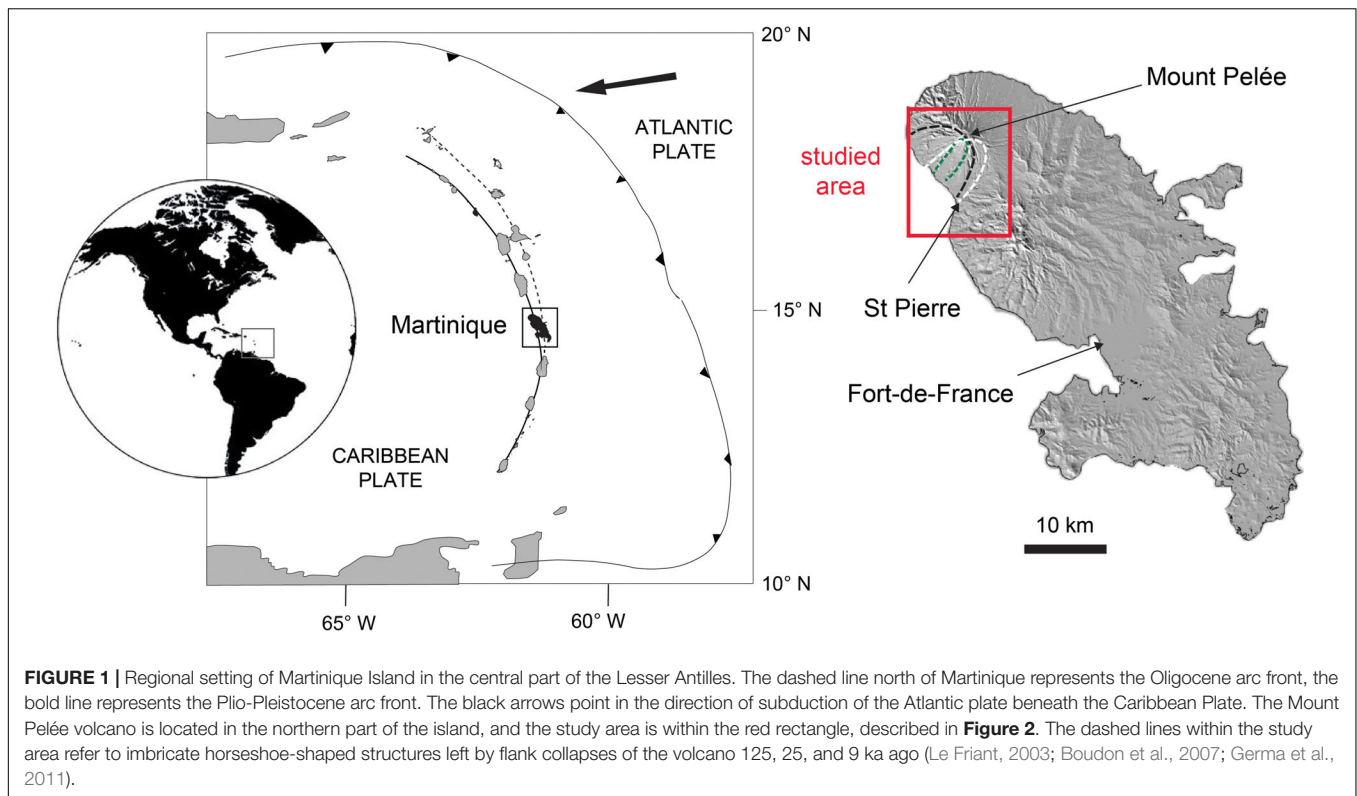 20° N
Mount Pelée
ATLANTIC
PLATE
studied
area
Martinique
15° N
St Pierre
Fort-de-France
CARIBBEAN
PLATE
10 km
10° N
65° W
60° W
FIGURE 1 | Regional setting of Martinique Island in the central part of the Lesser Antilles. The dashed line north of Martinique represents the Oligocene arc front, the
bold line represents the Plio-Pleistocene arc front. The black arrows point in the direction of subduction of the Atlantic plate beneath the Caribbean Plate. The Mount
Pelée volcano is located in the northern part of the island, and the study area is within the red rectangle, described in Figure 2. The dashed lines within the study
area refer to imbricate horseshoe-shaped structures left by flank collapses of the volcano 125, 25, and 9 ka ago (Le Friant, 2003; Boudon et al., 2007; Germa et al.,
2011).